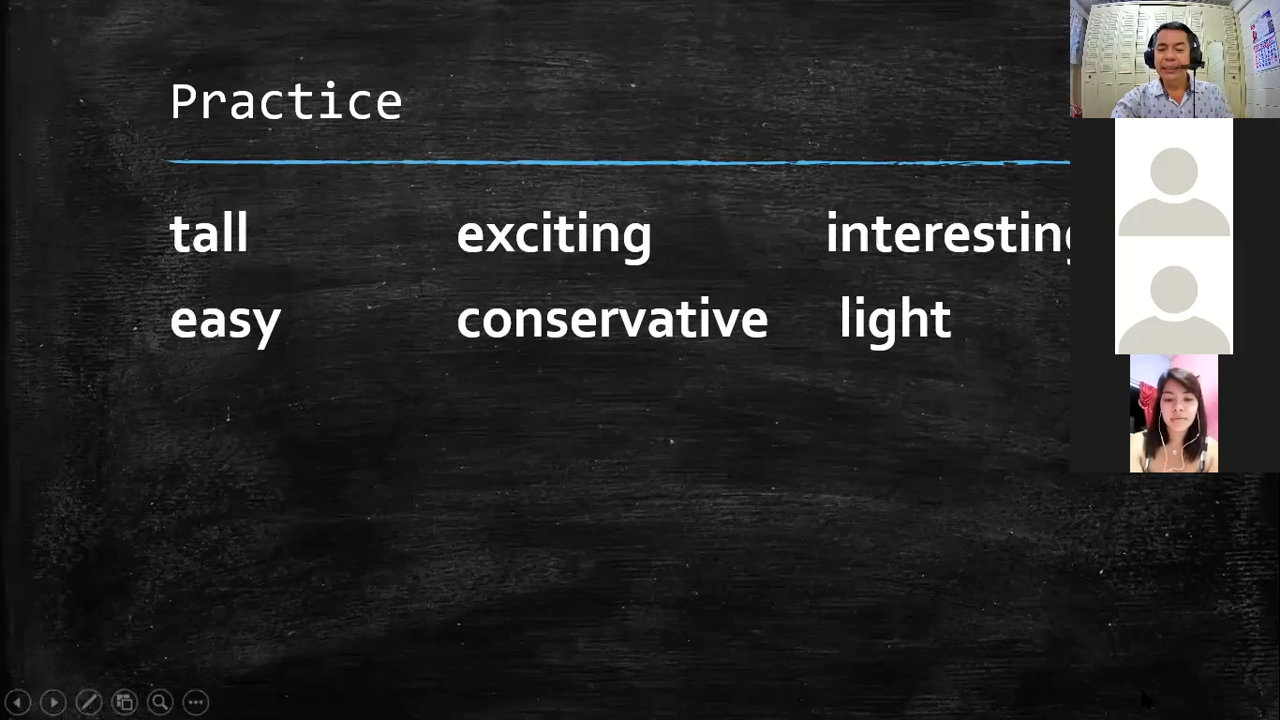 Practice
tall exciting interesting
easy conservative light